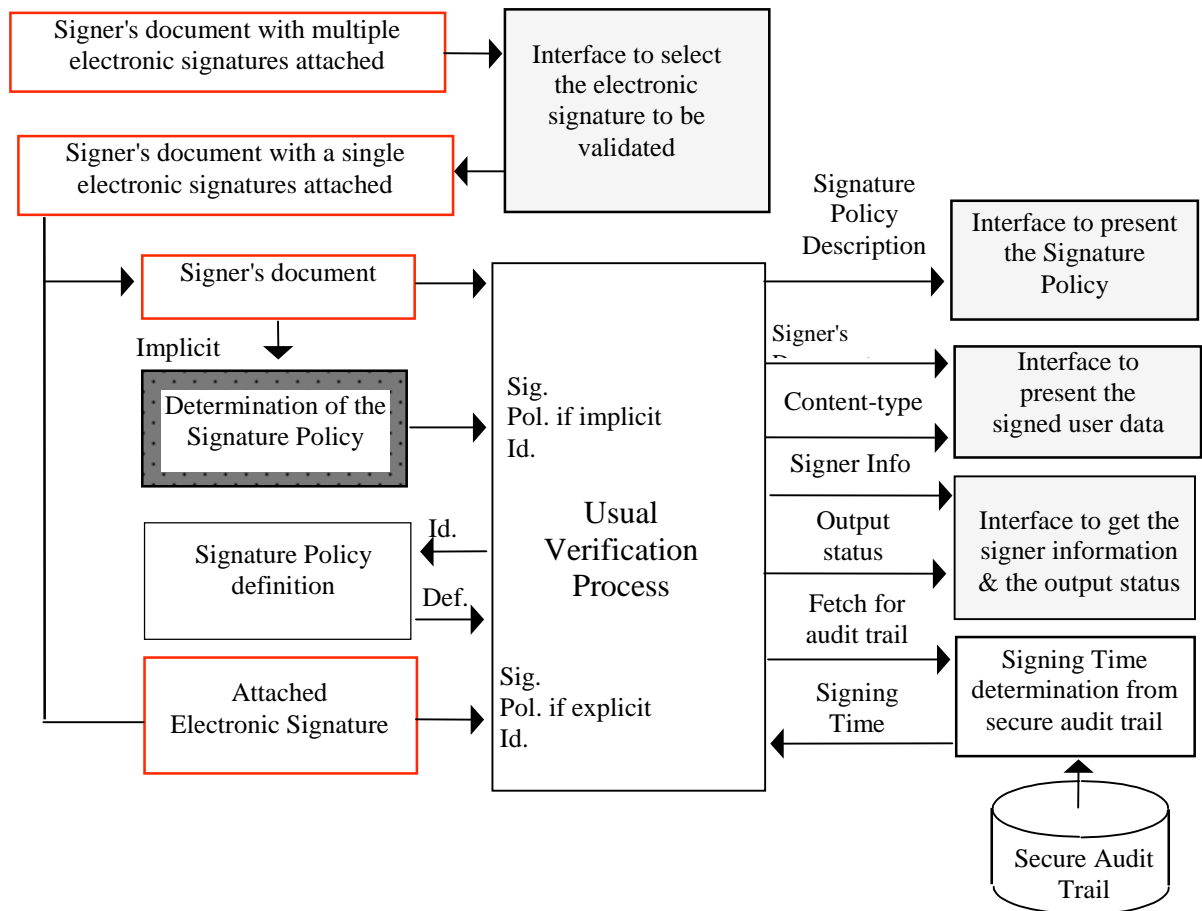 Signer's document with multiple
electronic signatures attached
Interface to select
the electronic
signature to be
validated
Signer's document with a single
electronic signatures attached
Signature
Policy
Description
Interface to present
the Signature
Policy
Signer's document
Implicit
Determination of the
Signature Policy
Sig.
Pol. if implicit
Id.
Signer's
Interface to
present the
signed user data
Content-type
Signer Info
Usual
Verification
Process
Id.
Signature Policy
definition
Def.
Output
status
Interface to get the
signer information
& the output status
Fetch for
audit trail
Attached
Electronic Signature
Sig.
Pol. if explicit
Id.
Signing
Time
Signing Time
determination from
secure audit trail
Secure Audit
Trail